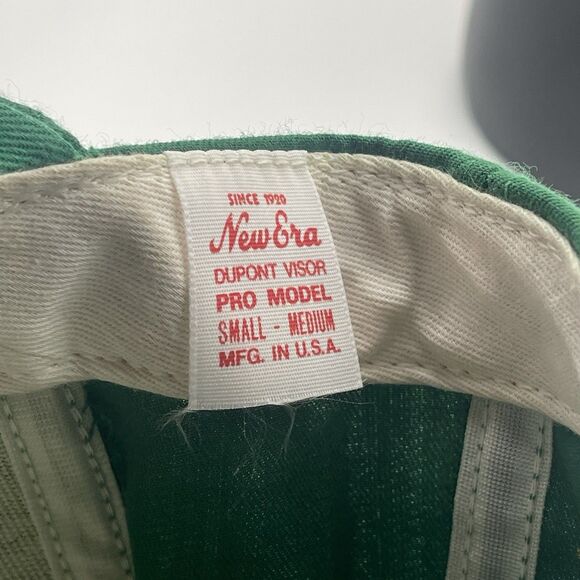 SINCE 1920
New Era
DUPONT VISOR
PRO MODEL
SMALL - MEDIUM
MFG. IN U.S.A.